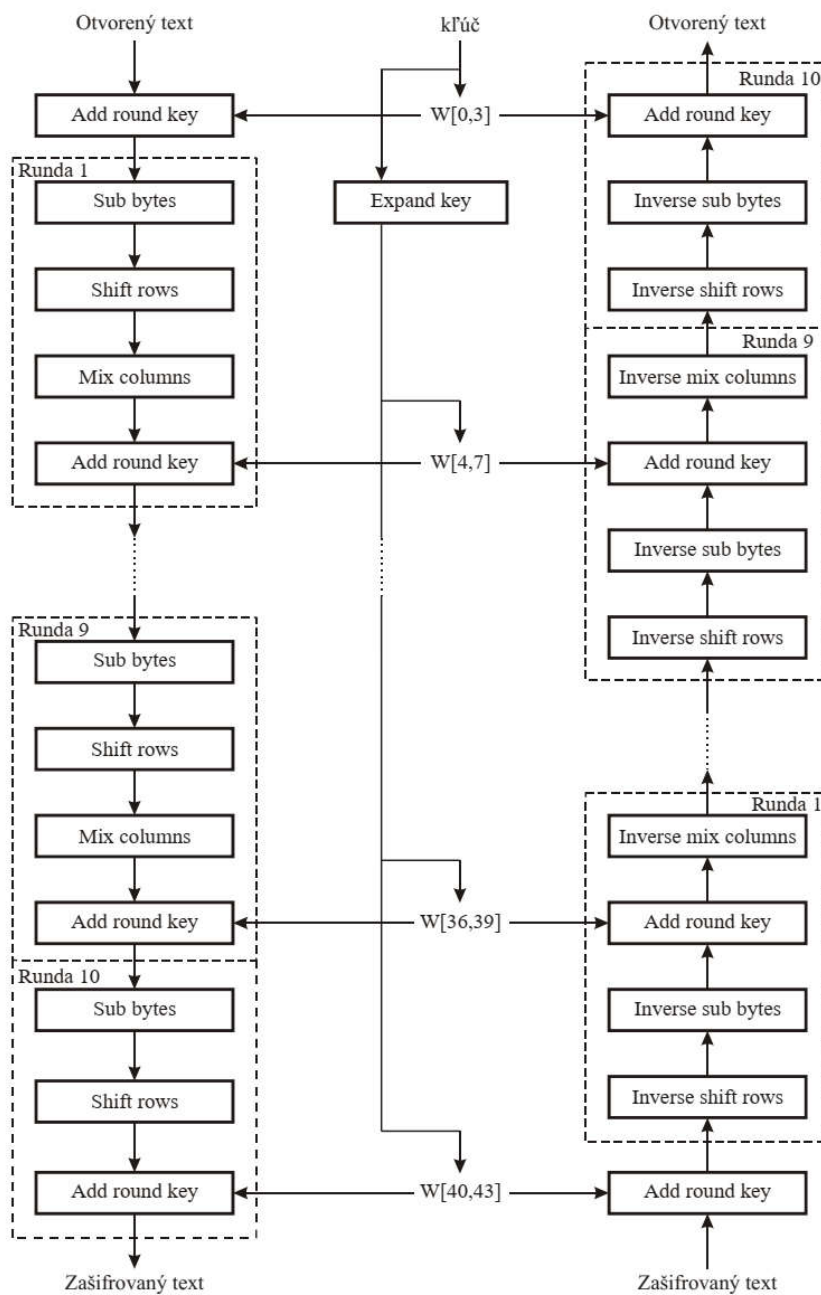 Otvorený text
Add round key
Runda 1
Sub bytes
Shift rows
Mix columns
Add round key
Runda 9
Sub bytes
Shift rows
Mix columns
Add round key
Runda 10
Sub bytes
Shift rows
Add round key
Zašifrovaný text
kľúč
W[0,3]
Expand key
W[4,7]
W[36,39]
W[40,43]
Otvorený text
Runda 10
Add round key
Inverse sub bytes
Inverse shift rows
Runda 9
Inverse mix columns
Add round key
Inverse sub bytes
Inverse shift rows
Runda 1
Inverse mix columns
Add round key
Inverse sub bytes
Inverse shift rows
Add round key
Zašifrovaný text